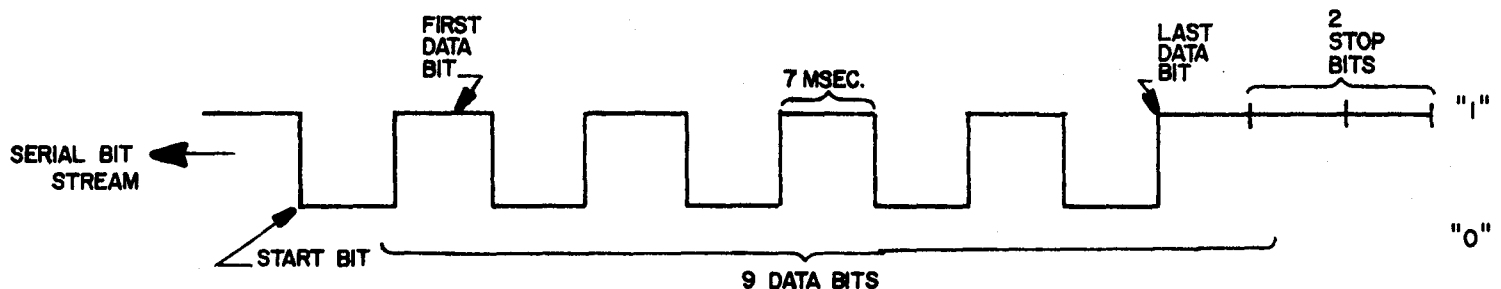 FIRST
DATA
BIT
7 MSEC.
LAST
DATA
BIT
2
STOP
BITS
"1"
SERIAL BIT
STREAM
"0"
START BIT
9 DATA BITS